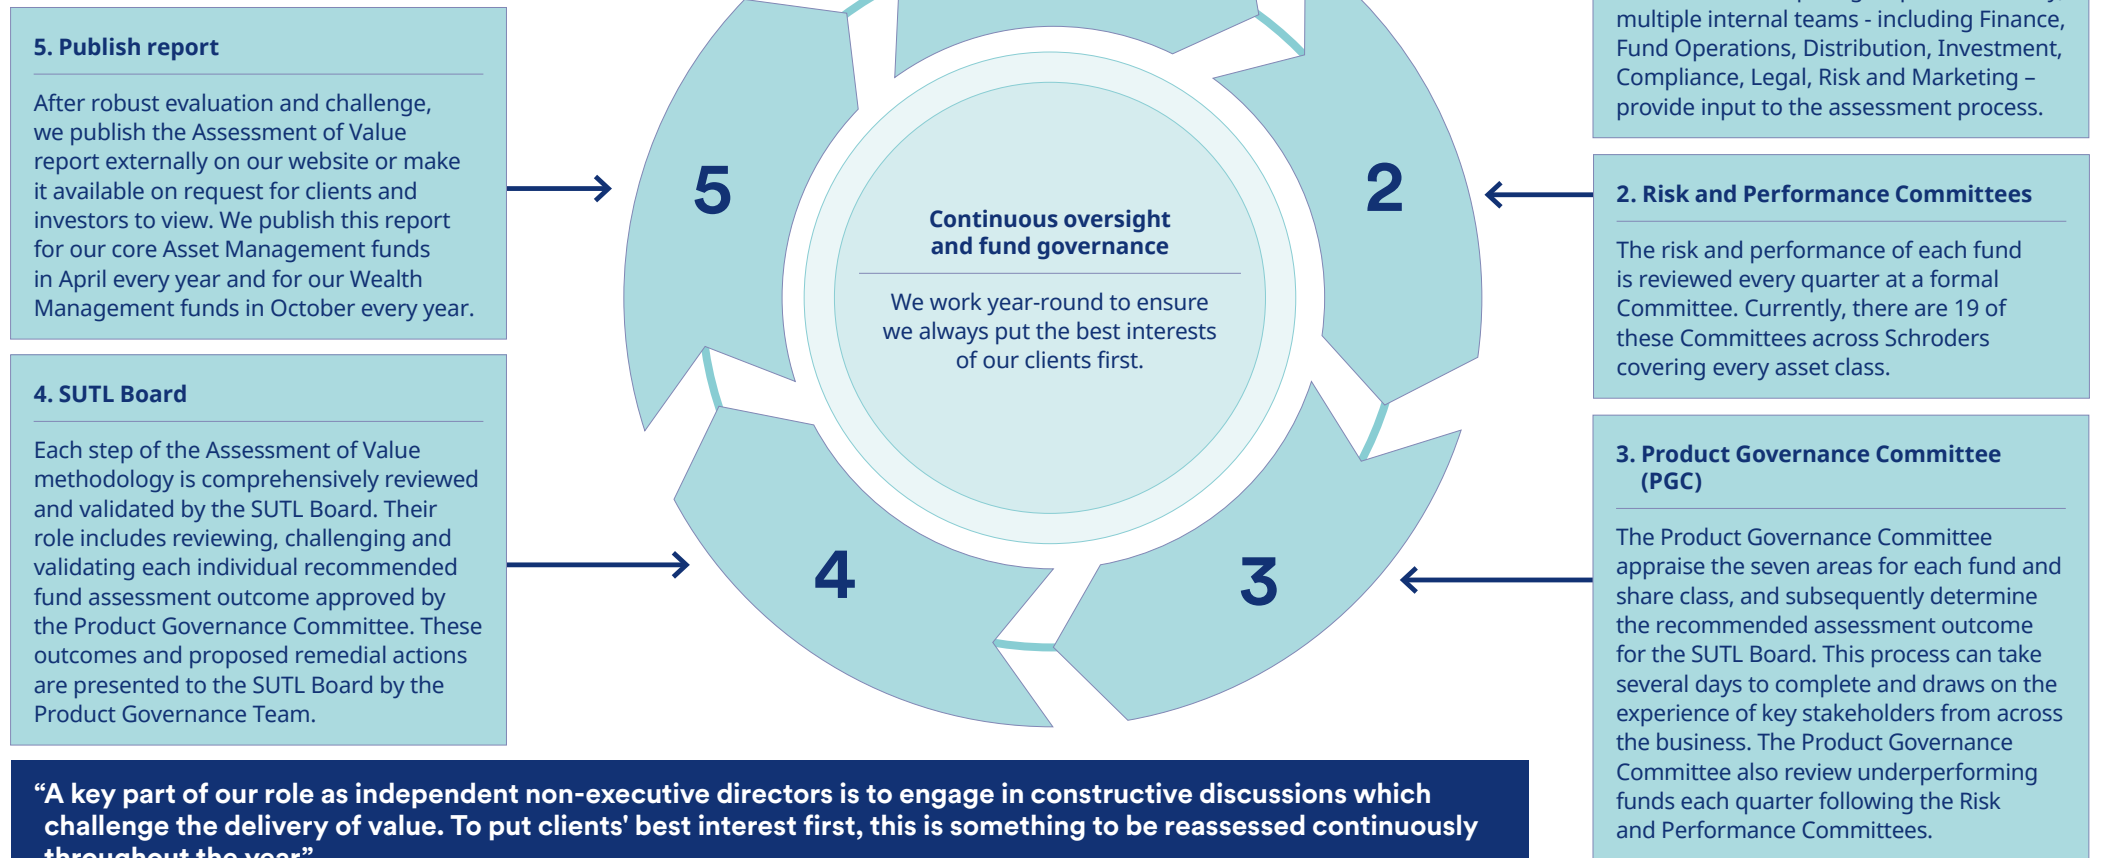 5. Publish report
After robust evaluation and challenge,
we publish the Assessment of Value
report externally on our website or make
it available on request for clients and
investors to view. We publish this report
for our core Asset Management funds
in April every year and for our Wealth
Management funds in October every year.
4. SUTL Board
Each step of the Assessment of Value
methodology is comprehensively reviewed
and validated by the SUTL Board. Their
role includes reviewing, challenging and
validating each individual recommended
fund assessment outcome approved by
the Product Governance Committee. These
outcomes and proposed remedial actions
are presented to the SUTL Board by the
Product Governance Team.
5
2
4
3
Continuous oversight
and fund governance
We work year-round to ensure
we always put the best interests
of our clients first.
multiple internal teams - including Finance,
Fund Operations, Distribution, Investment,
Compliance, Legal, Risk and Marketing –
provide input to the assessment process.
2. Risk and Performance Committees
The risk and performance of each fund
is reviewed every quarter at a formal
Committee. Currently, there are 19 of
these Committees across Schroders
covering every asset class.
3. Product Governance Committee
(PGC)
The Product Governance Committee
appraise the seven areas for each fund and
share class, and subsequently determine
the recommended assessment outcome
for the SUTL Board. This process can take
several days to complete and draws on the
experience of key stakeholders from across
the business. The Product Governance
Committee also review underperforming
funds each quarter following the Risk
and Performance Committees.
“A key part of our role as independent non-executive directors is to engage in constructive discussions which
challenge the delivery of value. To put clients' best interest first, this is something to be reassessed continuously
throughout the year”